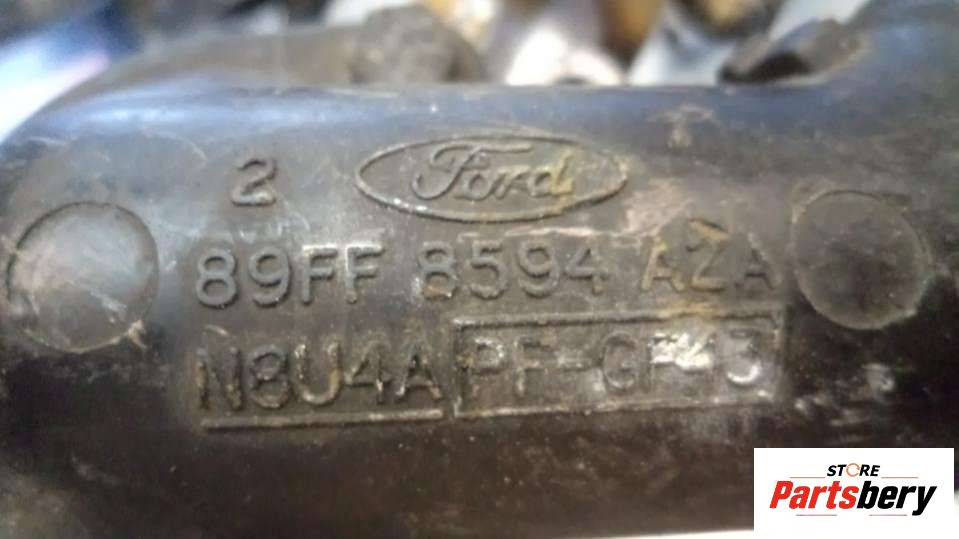 2 Ford
89FF 8594 AZA
N8U4A PF-GF43
STORE
Partsbery